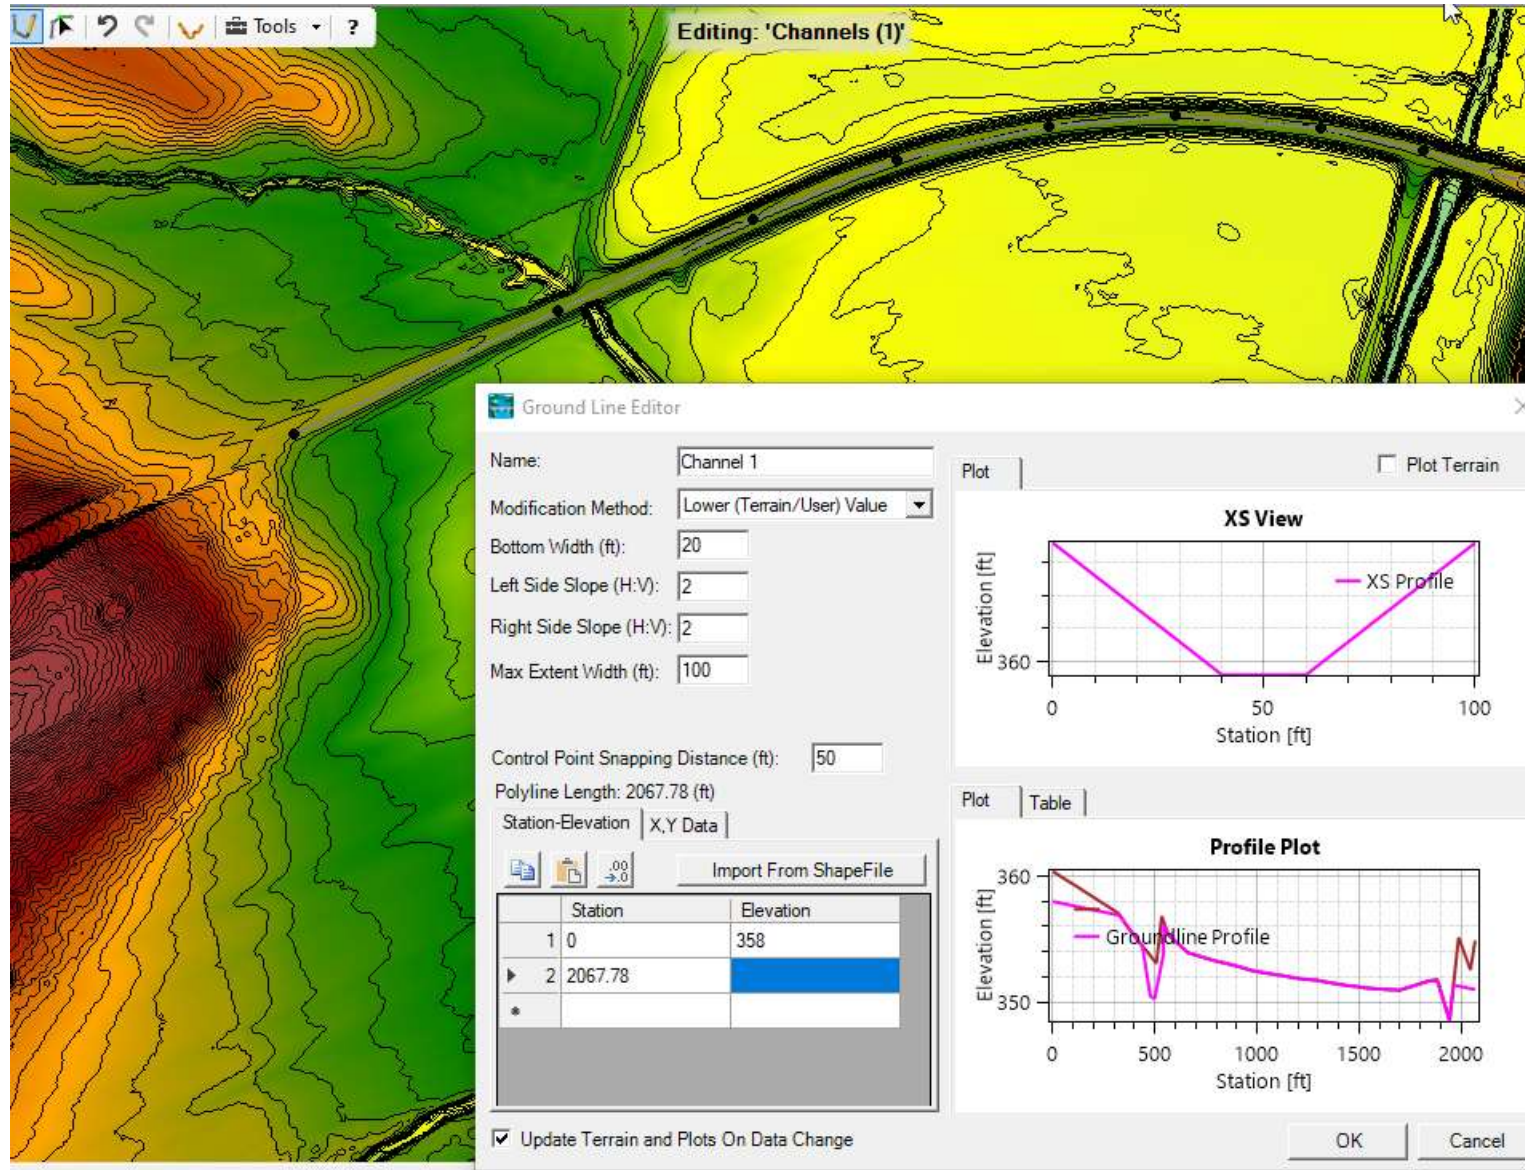 Tools ?
Editing: 'Channels (1)'
Ground Line Editor
Name: Channel 1
Modification Method: Lower (Terrain/User) Value
Bottom Width (ft): 20
Left Side Slope (H:V): 2
Right Side Slope (H:V): 2
Max Extent Width (ft): 100
Control Point Snapping Distance (ft): 50
Polyline Length: 2067.78 (ft)
Station-Elevation X,Y Data
.00 .0 Import From ShapeFile
Station Elevation
1 0 358
2 2067.78
Update Terrain and Plots On Data Change
Plot Plot Terrain
XS View
Elevation [ft]
XS Profile
360
0 50 100
Station [ft]
Plot Table
Profile Plot
Elevation [ft]
360
Groundline Profile
350
0 500 1000 1500 2000
Station [ft]
OK Cancel